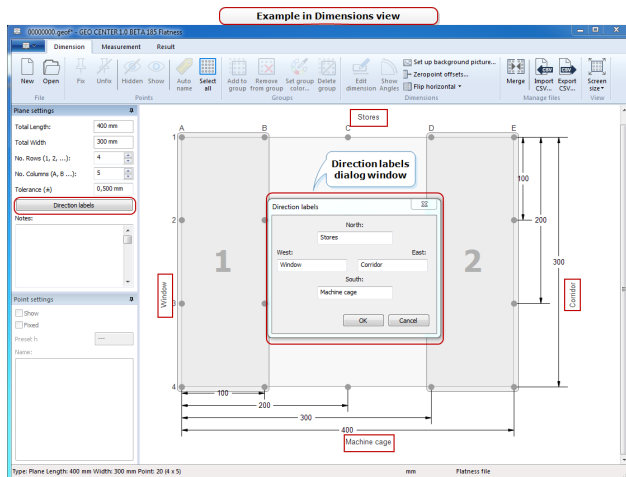 Example in Dimensions view
(0000000.geof* - GEO CENTER 1.0 BETA 185 Flatness
Dimension Measurement Result
New Open Fix Unfix Hidden Show Auto name Select all Add to group Remove from group Set group color... Delete group Edit dimension Show Angles Set up background picture... Merge Import CSV... Export CSV... Screen size
Zeropoint offsets...
Flip horizontal
File Points Groups Dimensions Manage files View
Plane settings
Total Length: 400 mm
Total Width 300 mm
No. Rows (1, 2, ...): 4
No. Columns (A, B ...): 5
Tolerance (±) 0,500 mm
Direction labels
Notes:
Point settings
Show
Fixed
Preset h: ---
Name:
Stores
A B C D E
1
2
3
4
1
2
Window
Corridor
Direction labels
dialog window
Direction labels
North:
Stores
West: East:
Window Corridor
South:
Machine cage
OK Cancel
100
200
300
100
200
300
400
Machine cage
Type: Plane Length: 400 mm Width: 300 mm Point: 20 (4 x 5) mm Flatness file